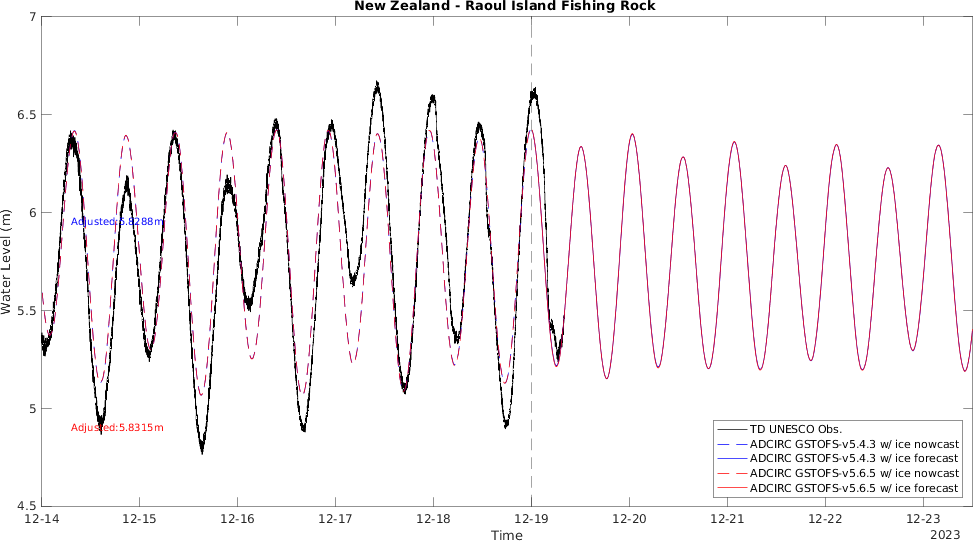 New Zealand - Raoul Island Fishing Rock
7
6.5
6
5.5
5
4.5
Water Level (m)
Adjusted:5.8288m
Adjusted:5.8315m
TD UNESCO Obs.
ADCIRC GSTOFS-v5.4.3 w/ ice nowcast
ADCIRC GSTOFS-v5.4.3 w/ ice forecast
ADCIRC GSTOFS-v5.6.5 w/ ice nowcast
ADCIRC GSTOFS-v5.6.5 w/ ice forecast
12-14 12-15 12-16 12-17 12-18 12-19 12-20 12-21 12-22 12-23
Time
2023